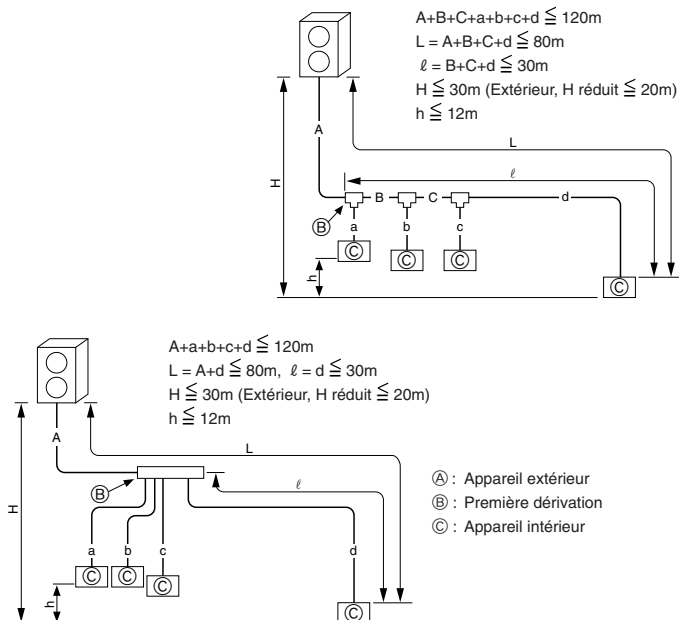 A+B+C+a+b+c+d ≦ 120m
L = A+B+C+d ≦ 80m
ℓ = B+C+d ≦ 30m
H ≦ 30m (Extérieur, H réduit ≦ 20m)
h ≦ 12m
A
L
H
ℓ
B C d
Ⓑ a b c
Ⓒ Ⓒ Ⓒ
h
Ⓒ
A+a+b+c+d ≦ 120m
L = A+d ≦ 80m, ℓ = d ≦ 30m
H ≦ 30m (Extérieur, H réduit ≦ 20m)
h ≦ 12m
A
L
H
Ⓑ ℓ
a b c d
Ⓒ Ⓒ Ⓒ
h
Ⓒ
Ⓐ : Appareil extérieur
Ⓑ : Première dérivation
Ⓒ : Appareil intérieur